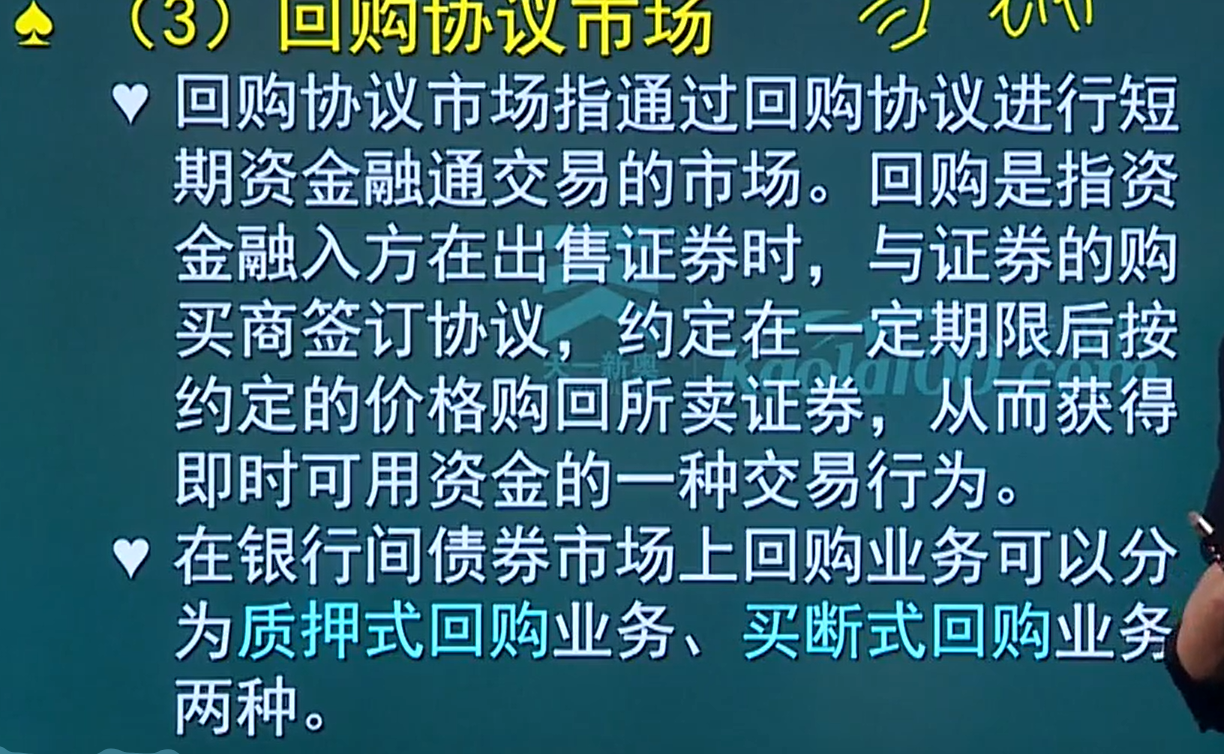 （3）回购协议市场
回购协议市场指通过回购协议进行短
期资金融通交易的市场。回购是指资
金融入方在出售证券时，与证券的购
买商签订协议，约定在一定期限后按
约定的价格购回所卖证券，从而获得
即时可用资金的一种交易行为。
在银行间债券市场上回购业务可以分
为质押式回购业务、买断式回购业务
两种。
天一新奥
Kaola100.com